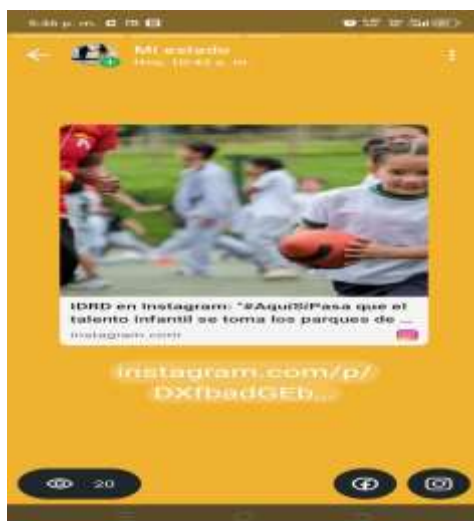 Mi estado
IDRD en Instagram: "#AquíSíPasa que el
talento infantil se toma los parques de ...
instagram.com
instagram.com/p/
DXfbadGEb...
20